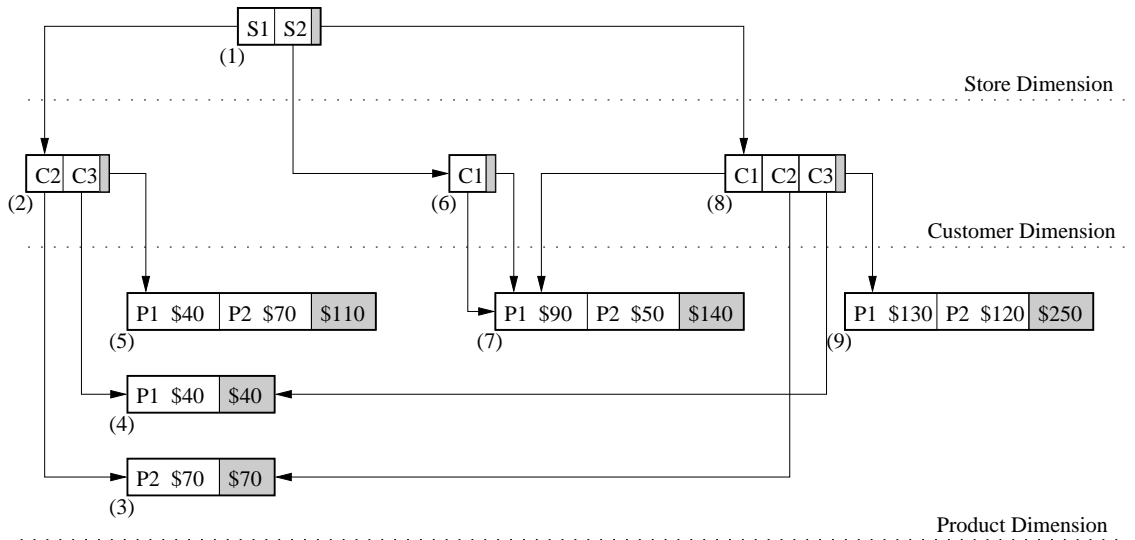 S1 S2
(1)
Store Dimension
C2 C3
(2)
C1
(6)
C1 C2 C3
(8)
Customer Dimension
P1 $40 P2 $70 $110
(5)
P1 $90 P2 $50 $140
(7)
P1 $130 P2 $120 $250
(9)
P1 $40 $40
(4)
P2 $70 $70
(3)
Product Dimension